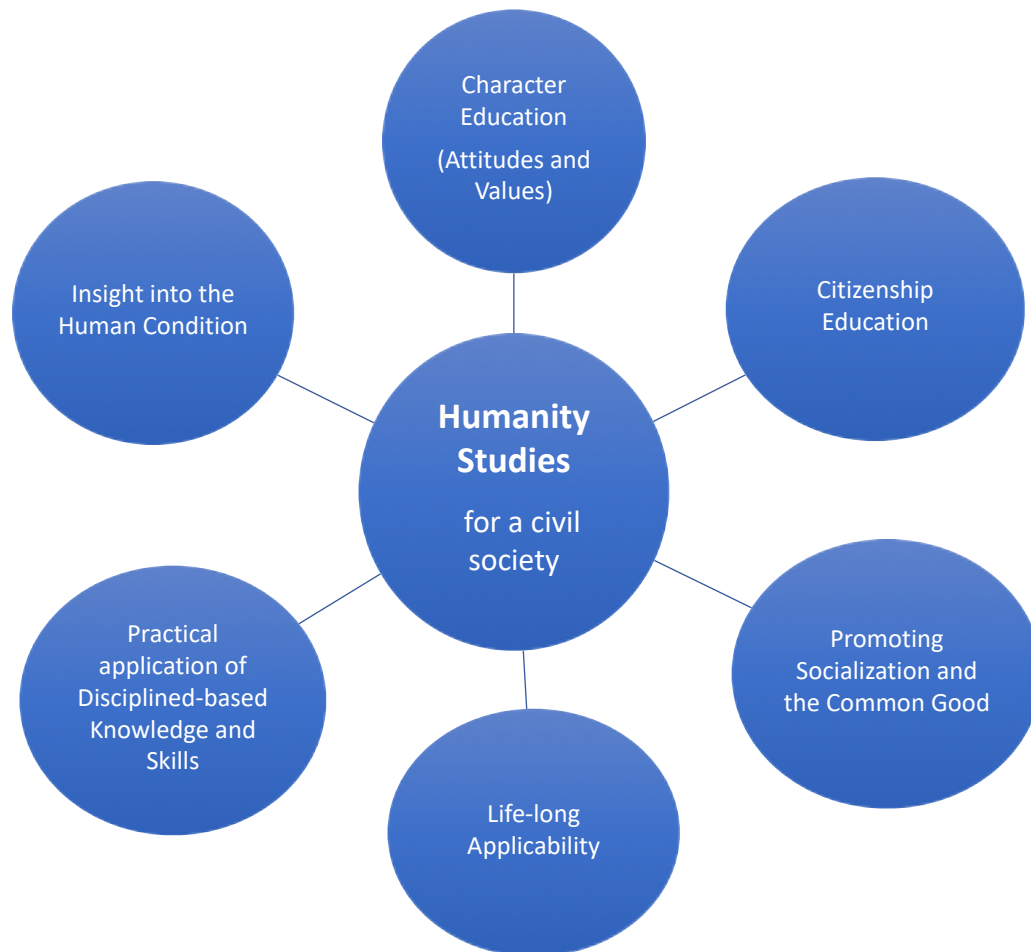 Character
Education
(Attitudes and
Values)
Insight into the
Human Condition
Citizenship
Education
Humanity
Studies
for a civil
society
Practical
application of
Disciplined-based
Knowledge and
Skills
Promoting
Socialization and
the Common Good
Life-long
Applicability